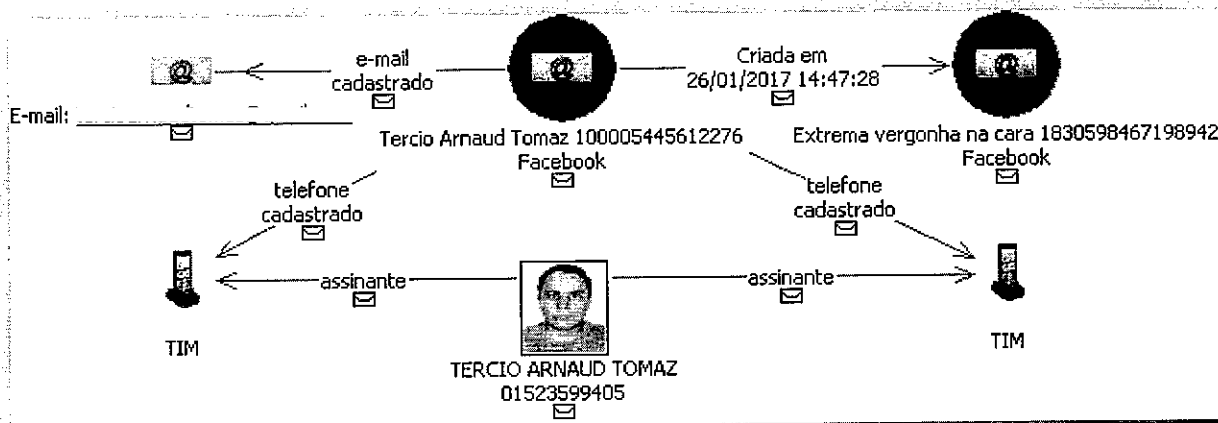 e-mail
cadastrado
Criada em
26/01/2017 14:47:28
E-mail:
Tercio Arnaud Tomaz 100005445612276
Facebook
Extrema vergonha na cara 1830598467198942
Facebook
telefone
cadastrado
telefone
cadastrado
assinante
assinante
TIM
TIM
TERCIO ARNAUD TOMAZ
01523599405